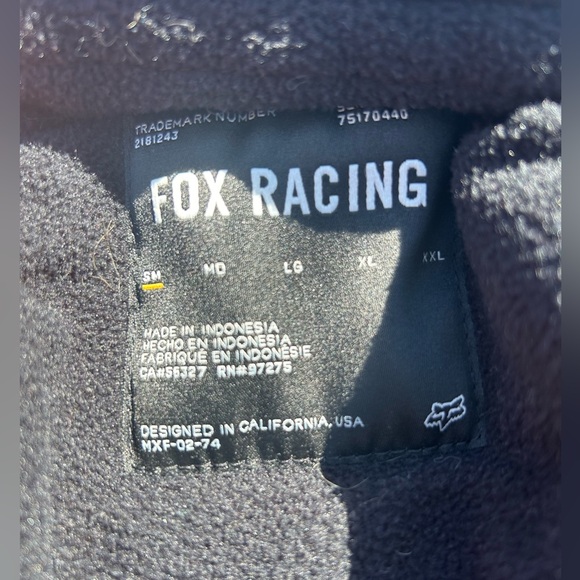 TRADEMARK NUMBER
2181243
75170440
FOX RACING
SM MD LG XL XXL
MADE IN INDONESIA
HECHO EN INDONESIA
FABRIQUÉ EN INDONÉSIE
CA#56327 RN#97275
DESIGNED IN CALIFORNIA, USA
MXF-02-74